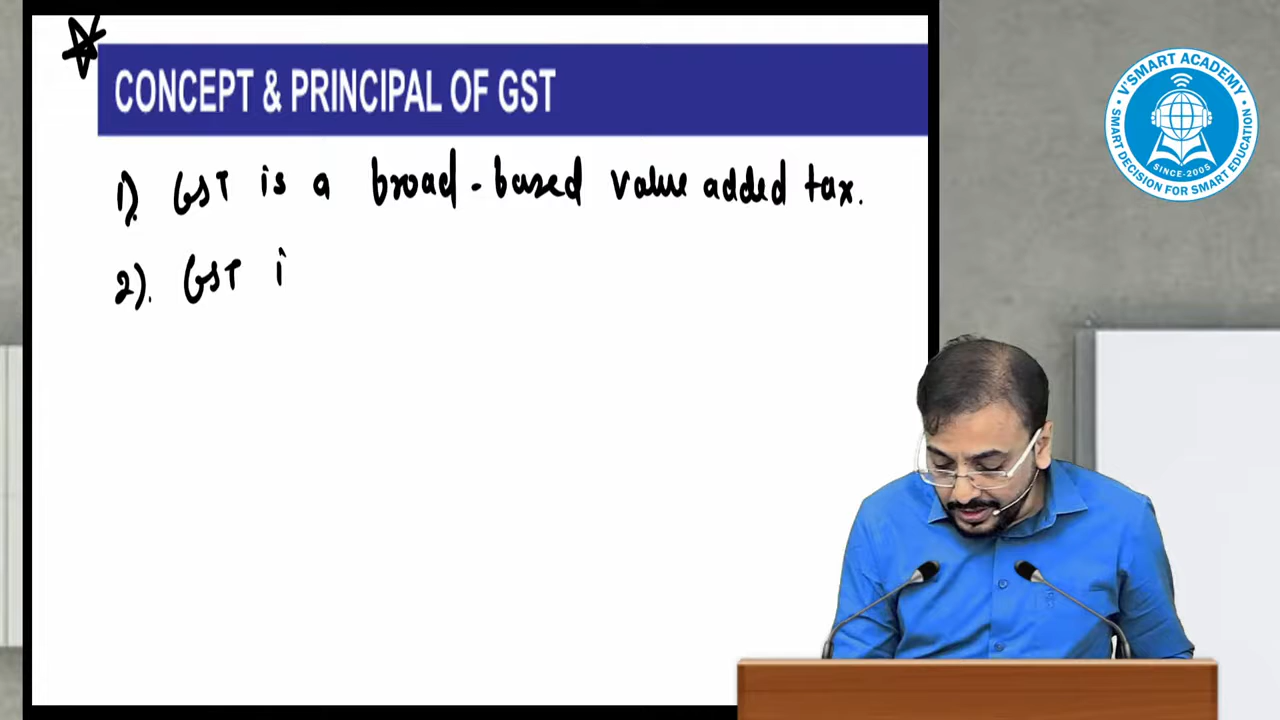 CONCEPT & PRINCIPAL OF GST
1). GST is a broad-based value added tax.
2). GST i
V'SMART ACADEMY
SINCE-2005
SMART DECISION FOR SMART EDUCATION